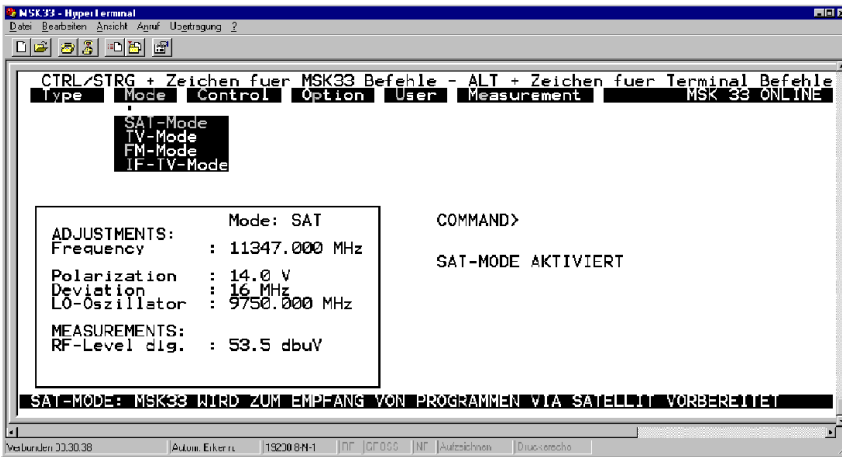 MSK33 - HyperTerminal
Datei Bearbeiten Ansicht Anruf Übertragung ?
CTRL/STRG + Zeichen fuer MSK33 Befehle - ALT + Zeichen fuer Terminal Befehle
Type Mode Control Option User Measurement MSK 33 ONLINE
SAT-Mode
TV-Mode
FM-Mode
IF-TV-Mode
Mode: SAT
ADJUSTMENTS:
Frequency : 11347.000 MHz
Polarization : 14.0 V
Deviation : 16 MHz
LO-Oszillator : 9750.000 MHz
MEASUREMENTS:
RF-Level dig. : 53.5 dbuV
COMMAND>
SAT-MODE AKTIVIERT
SAT-MODE: MSK33 WIRD ZUM EMPFANG VON PROGRAMMEN VIA SATELLIT VORBEREITET
Verbunden 00:30:38 Autom. Erkenn. 19200 8-N-1 RF GROSS NF Aufzeichnen Druckerecho